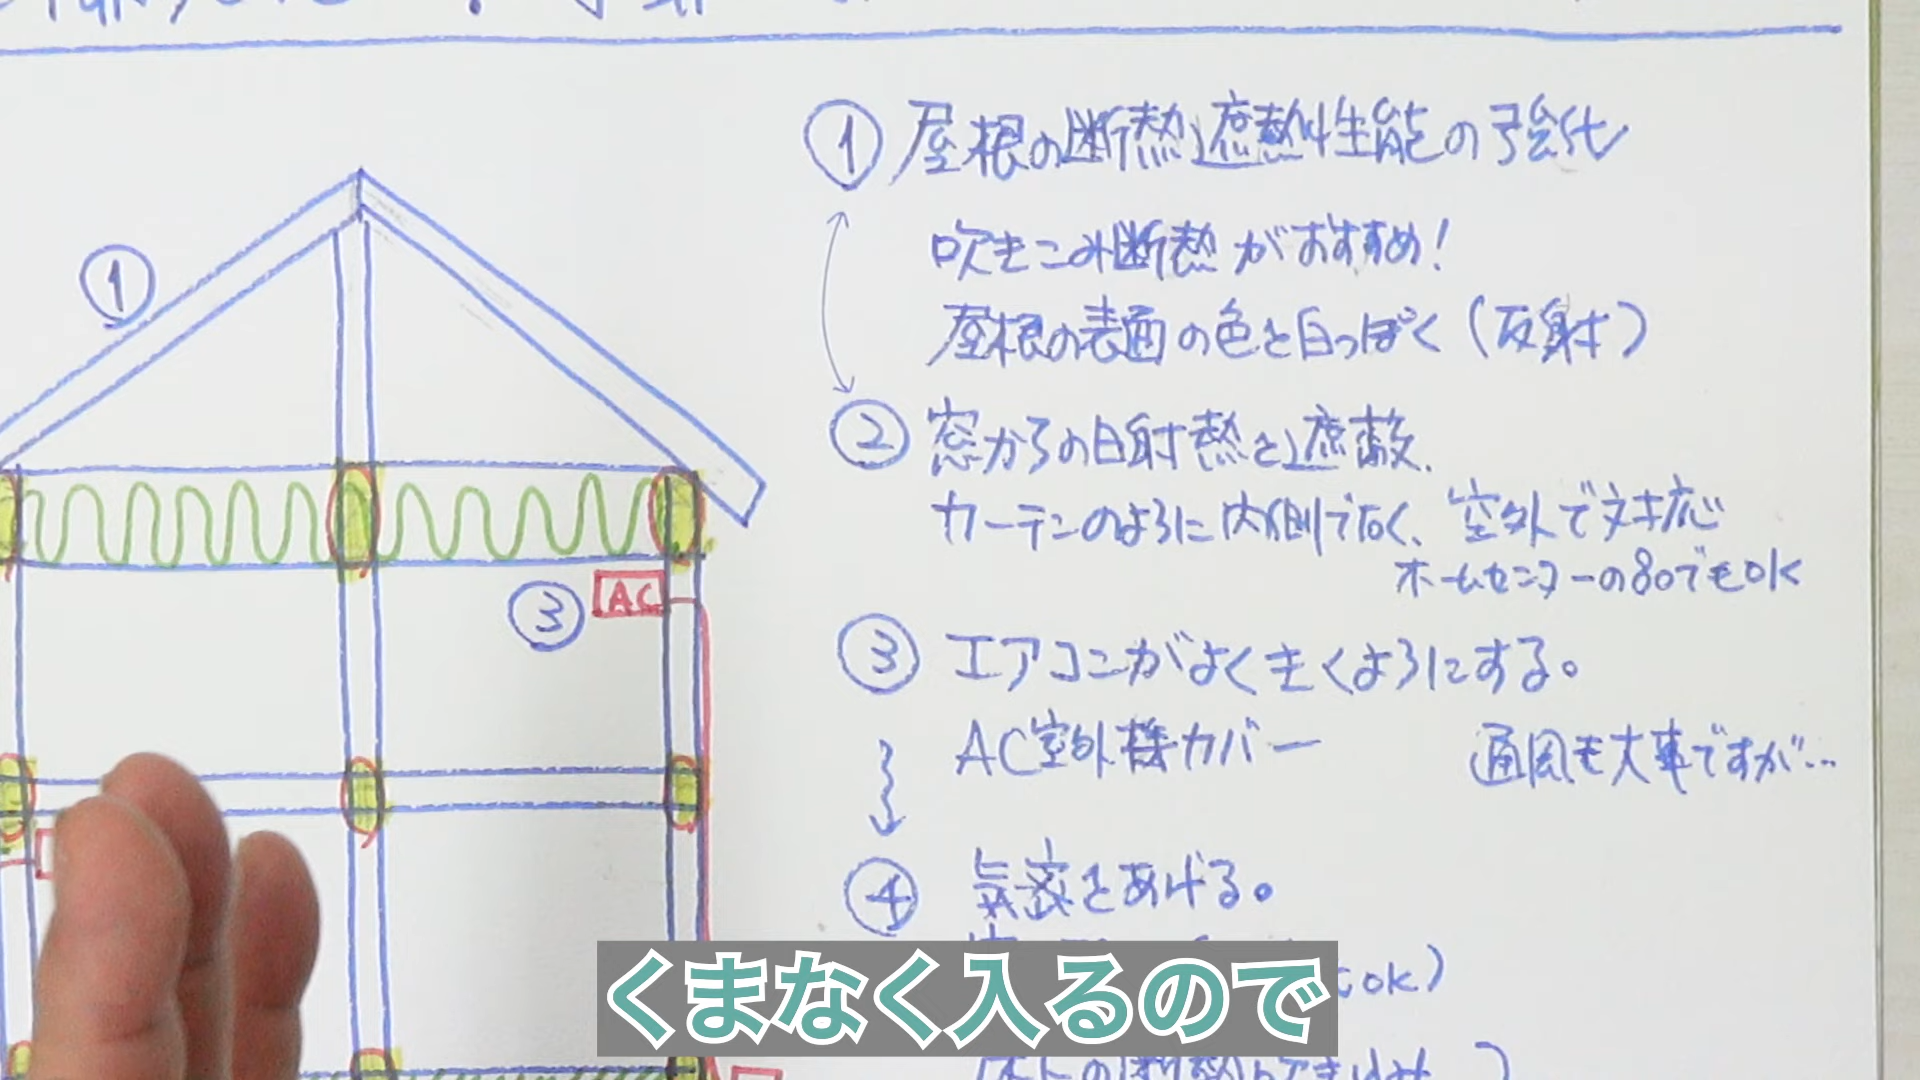 ① 屋根の断熱遮熱性能の強化
吹きこみ断熱がおすすめ!
屋根の表面の色を白っぽく(反射)
② 窓からの日射熱を遮蔽.
カーテンのように内側でなく、室外で対応
ホームセンターの80でもOK
③ エアコンがよくきくようにする。
AC室外機カバー
通風も大事ですが…
④ 気密をあげる。
ok)
①
③
AC
くまなく入るので